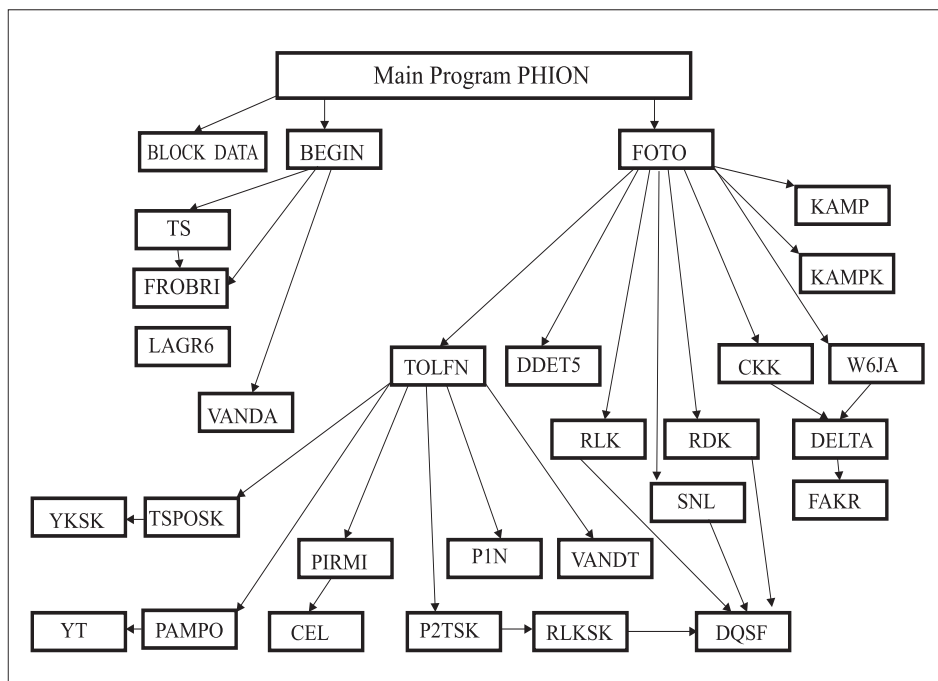 Main Program PHION
BLOCK DATA
BEGIN
FOTO
TS
KAMP
FROBRI
KAMPK
LAGR6
TOLFN
DDET5
CKK
W6JA
VANDA
RLK
RDK
DELTA
YKSK
TSPOSK
SNL
FAKR
PIRMI
P1N
VANDT
YT
PAMPO
CEL
P2TSK
RLKSK
DQSF